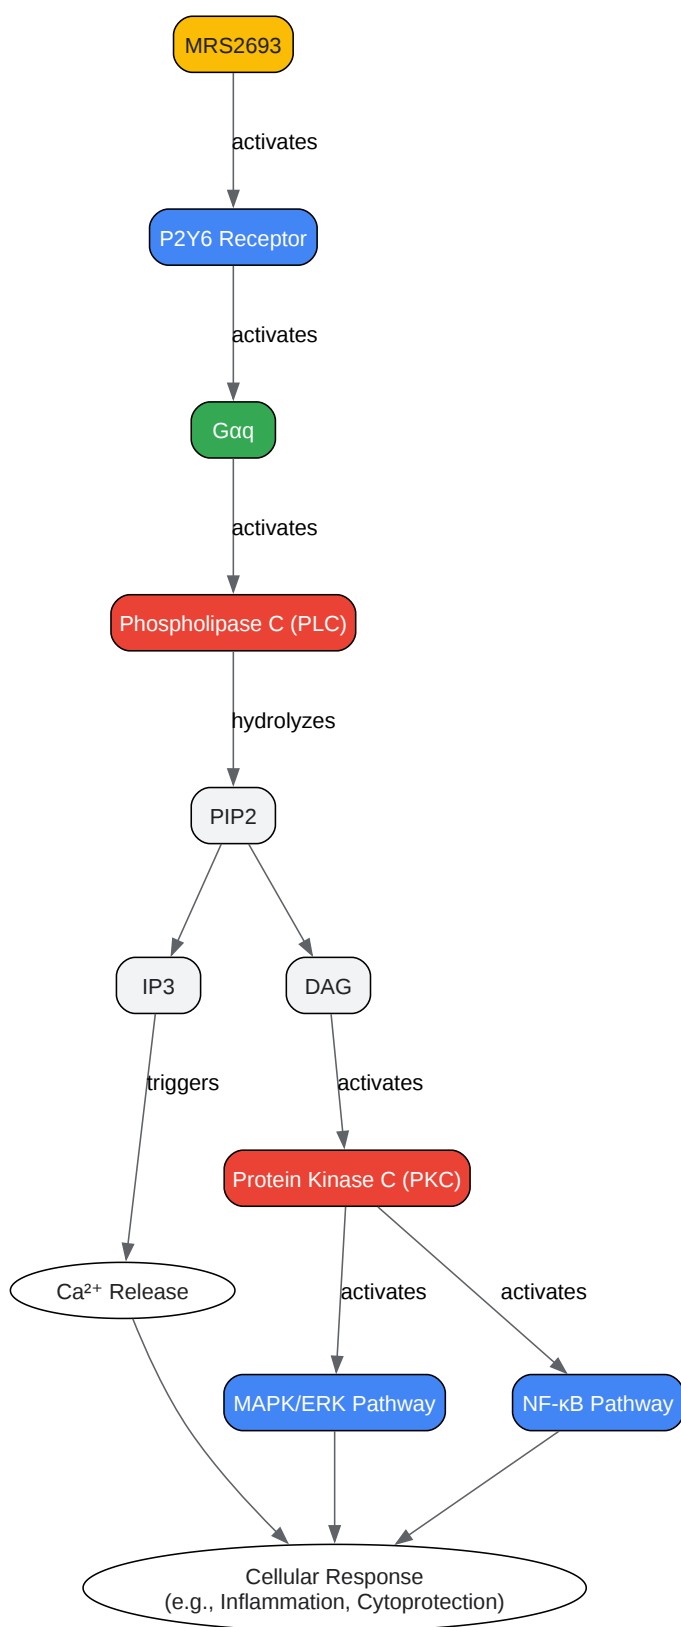 MRS2693
activates
P2Y6 Receptor
activates
Gαq
activates
Phospholipase C (PLC)
hydrolyzes
PIP2
IP3
DAG
triggers
activates
Protein Kinase C (PKC)
Ca²⁺ Release
activates
activates
MAPK/ERK Pathway
NF-κB Pathway
Cellular Response
(e.g., Inflammation, Cytoprotection)